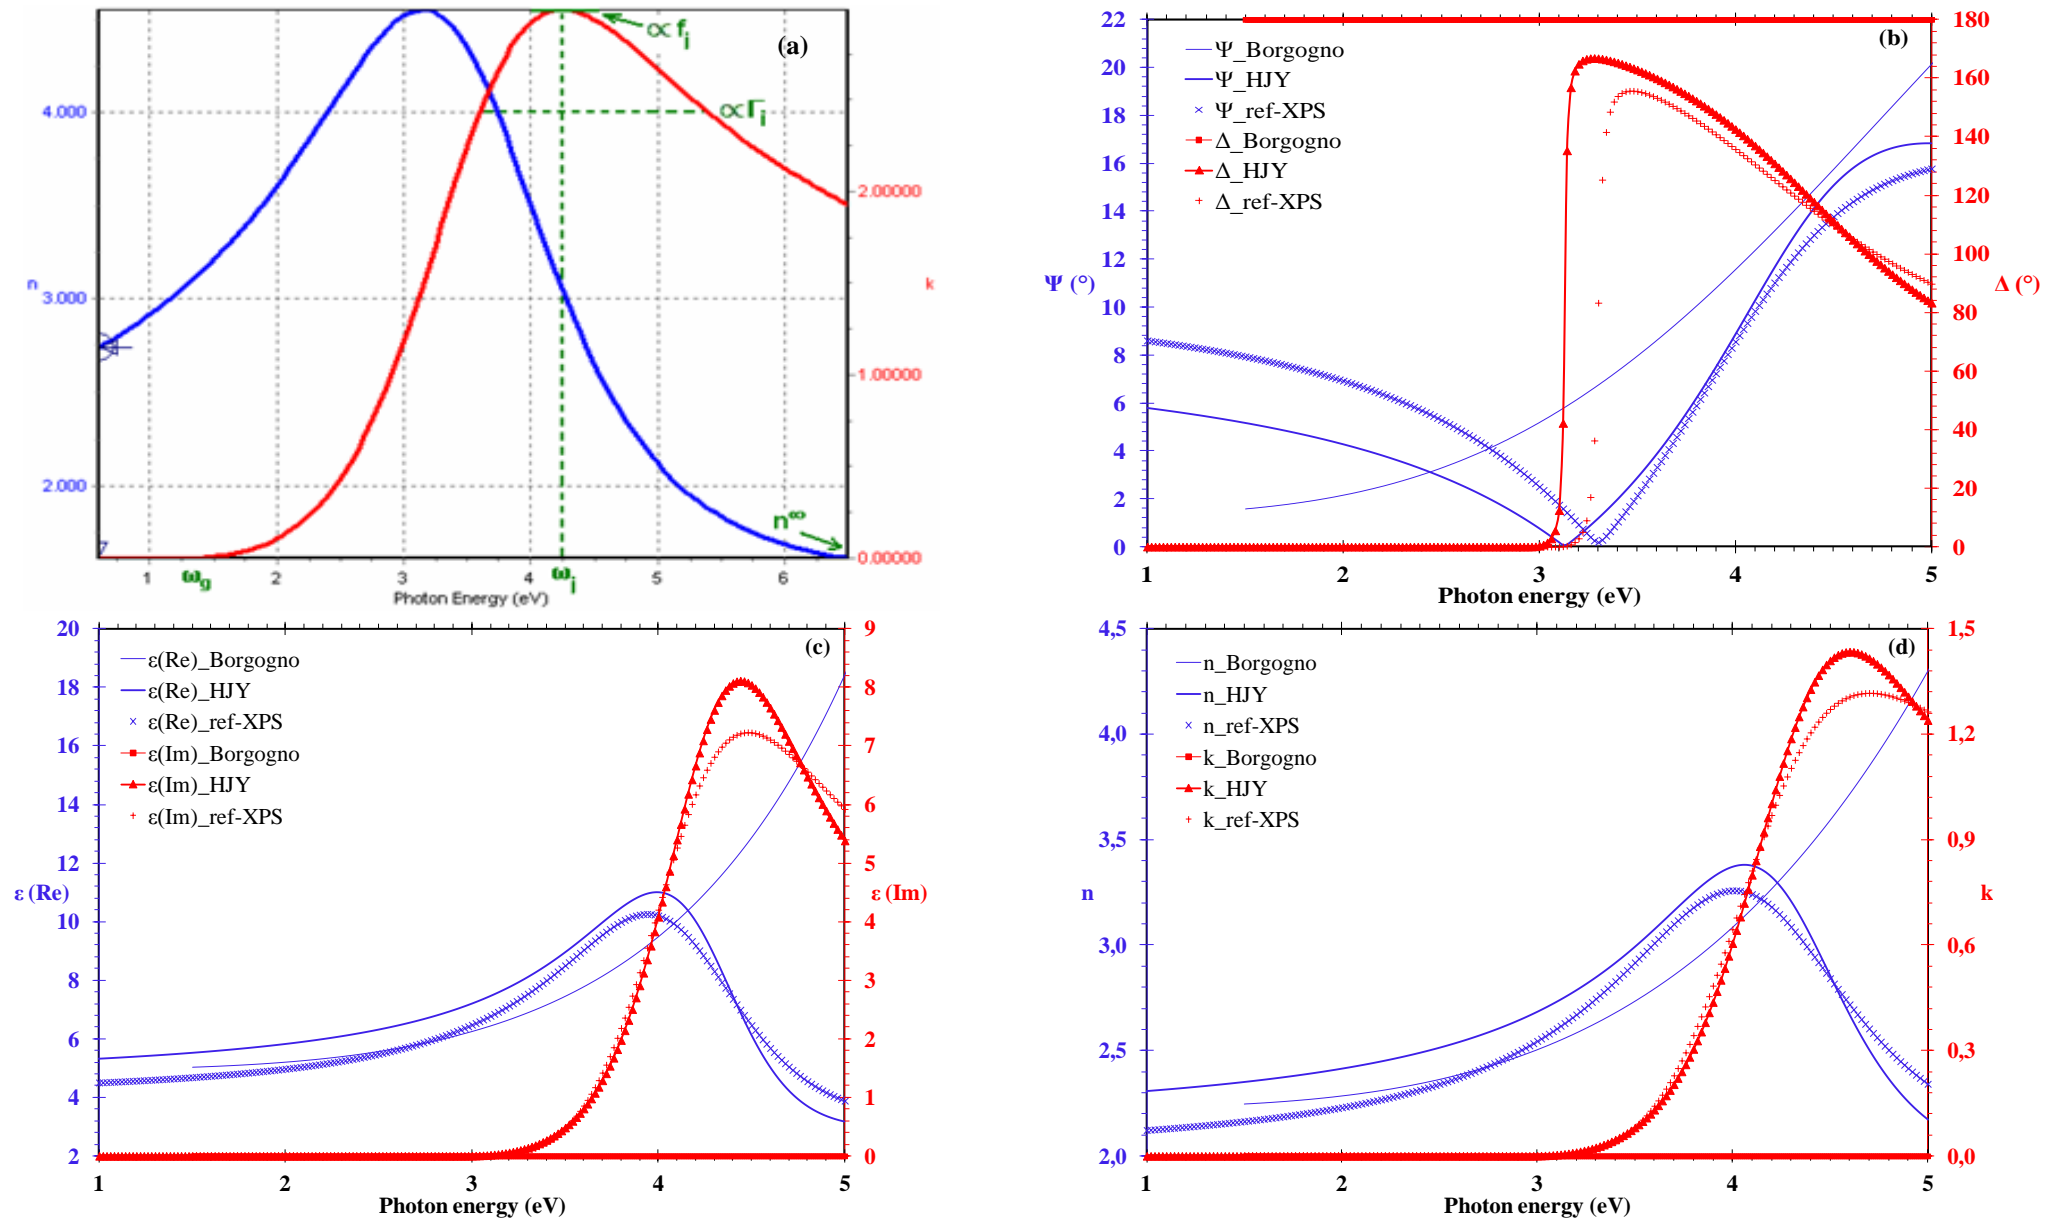 (a)
∝ f_i
∝Γ_i
4.000
3.000
2.000
n
2.00000
1.00000
0.00000
k
n^∞
1 2 3 4 5 6
ω_g ω_i
Photon Energy (eV)
(b)
Ψ_Borgogno
Ψ_HJY
Ψ_ref-XPS
Δ_Borgogno
Δ_HJY
Δ_ref-XPS
22
20
18
16
14
12
10
8
6
4
2
0
Ψ (°)
180
160
140
120
100
80
60
40
20
0
Δ (°)
1 2 3 4 5
Photon energy (eV)
(c)
ε(Re)_Borgogno
ε(Re)_HJY
ε(Re)_ref-XPS
ε(Im)_Borgogno
ε(Im)_HJY
ε(Im)_ref-XPS
20
18
16
14
12
10
8
6
4
2
ε (Re)
9
8
7
6
5
4
3
2
1
0
ε (Im)
1 2 3 4 5
Photon energy (eV)
(d)
n_Borgogno
n_HJY
n_ref-XPS
k_Borgogno
k_HJY
k_ref-XPS
4,5
4,0
3,5
3,0
2,5
2,0
n
1,5
1,2
0,9
0,6
0,3
0,0
k
1 2 3 4 5
Photon energy (eV)